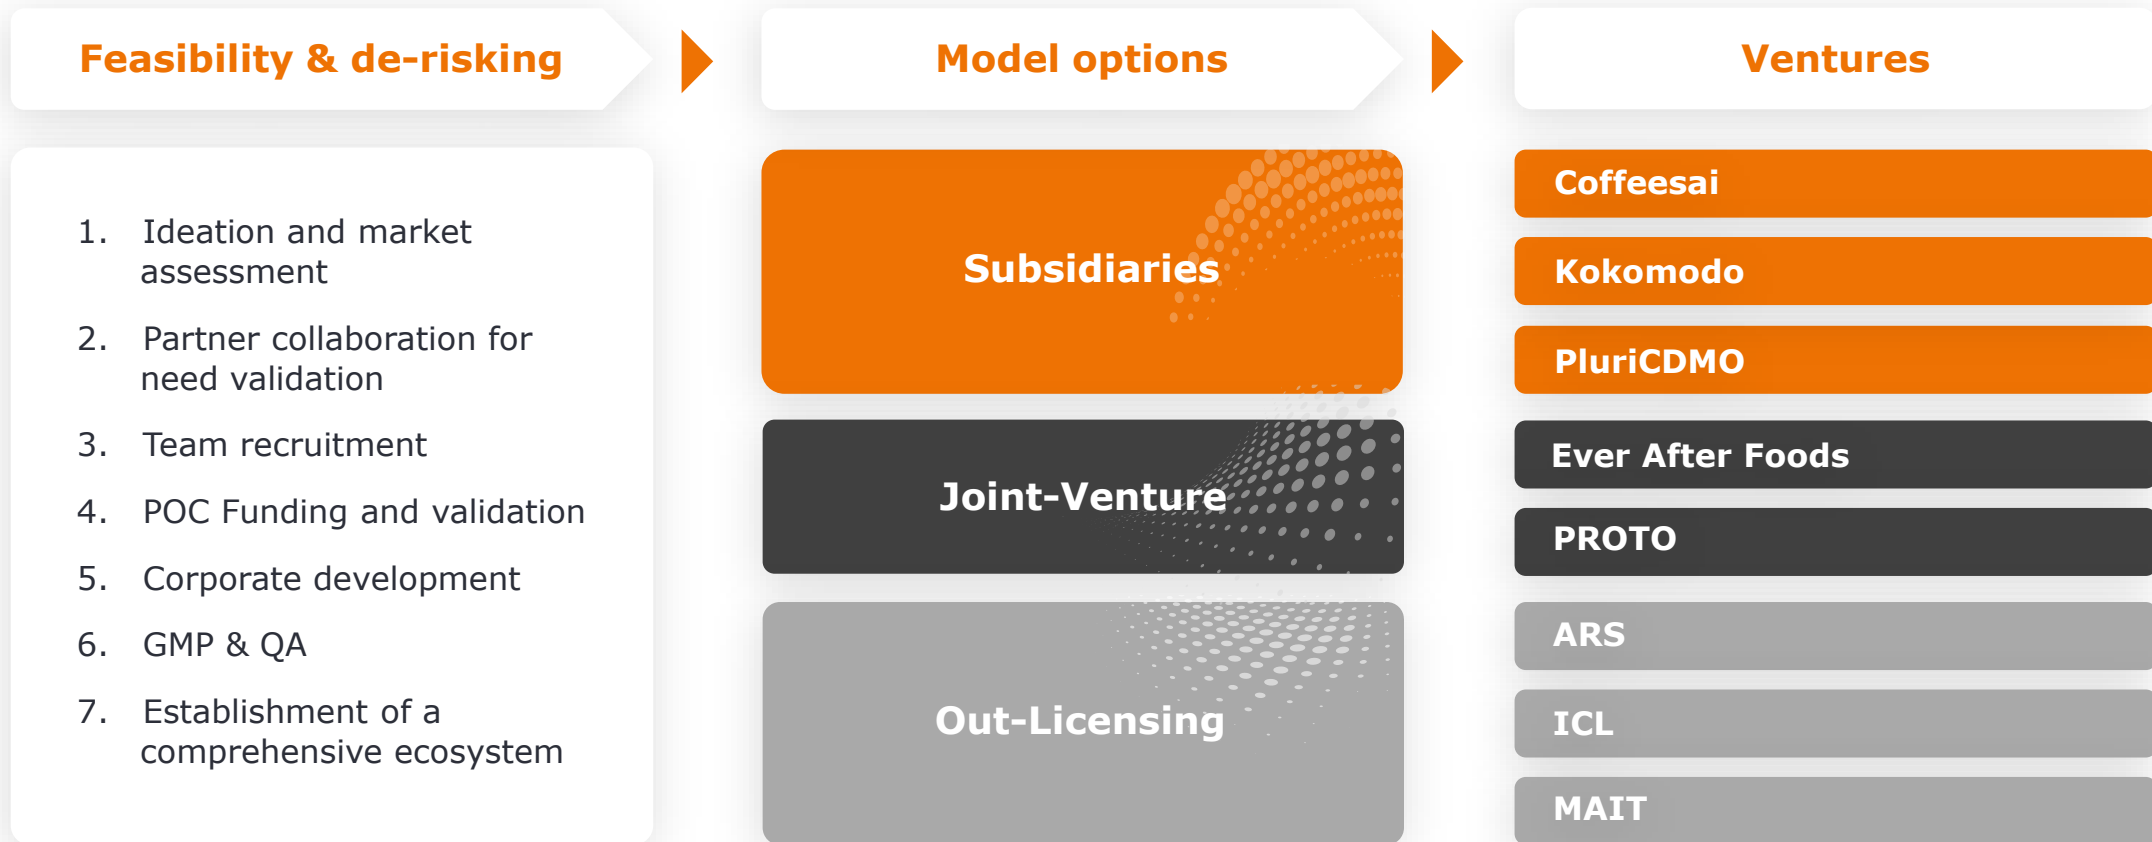 Feasibility & de-risking
1. Ideation and market
assessment
2. Partner collaboration for
need validation
3. Team recruitment
4. POC Funding and validation
5. Corporate development
6. GMP & QA
7. Establishment of a
comprehensive ecosystem
Model options
Subsidiaries
Joint-Venture
Out-Licensing
Ventures
Coffeesai
Kokomodo
PluriCDMO
Ever After Foods
PROTO
ARS
ICL
MAIT